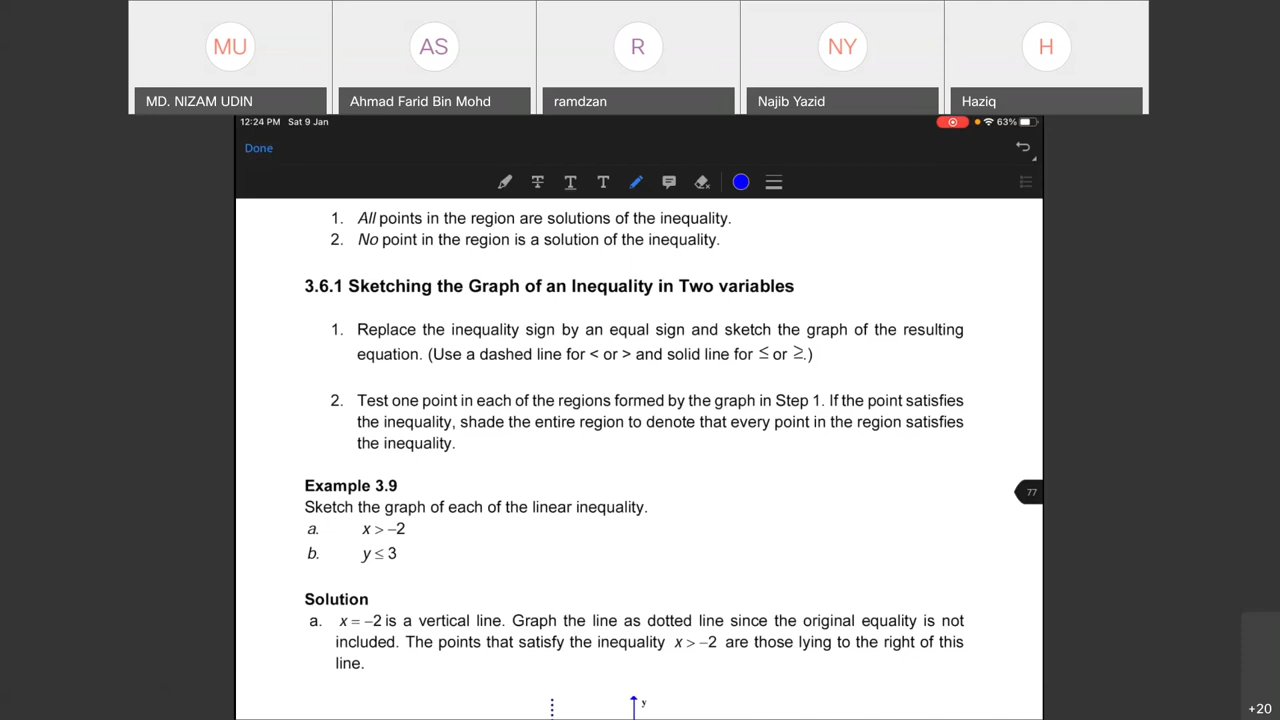 MU
AS
R
NY
H
MD. NIZAM UDIN
Ahmad Farid Bin Mohd
ramdzan
Najib Yazid
Haziq
12:24 PM Sat 9 Jan
63%
Done
1. All points in the region are solutions of the inequality.
2. No point in the region is a solution of the inequality.
3.6.1 Sketching the Graph of an Inequality in Two variables
1. Replace the inequality sign by an equal sign and sketch the graph of the resulting
equation. (Use a dashed line for < or > and solid line for ≤ or ≥.)
2. Test one point in each of the regions formed by the graph in Step 1. If the point satisfies
the inequality, shade the entire region to denote that every point in the region satisfies
the inequality.
Example 3.9
77
Sketch the graph of each of the linear inequality.
a. x > −2
b. y ≤ 3
Solution
a. x = −2 is a vertical line. Graph the line as dotted line since the original equality is not
included. The points that satisfy the inequality x > −2 are those lying to the right of this
line.
y
+20